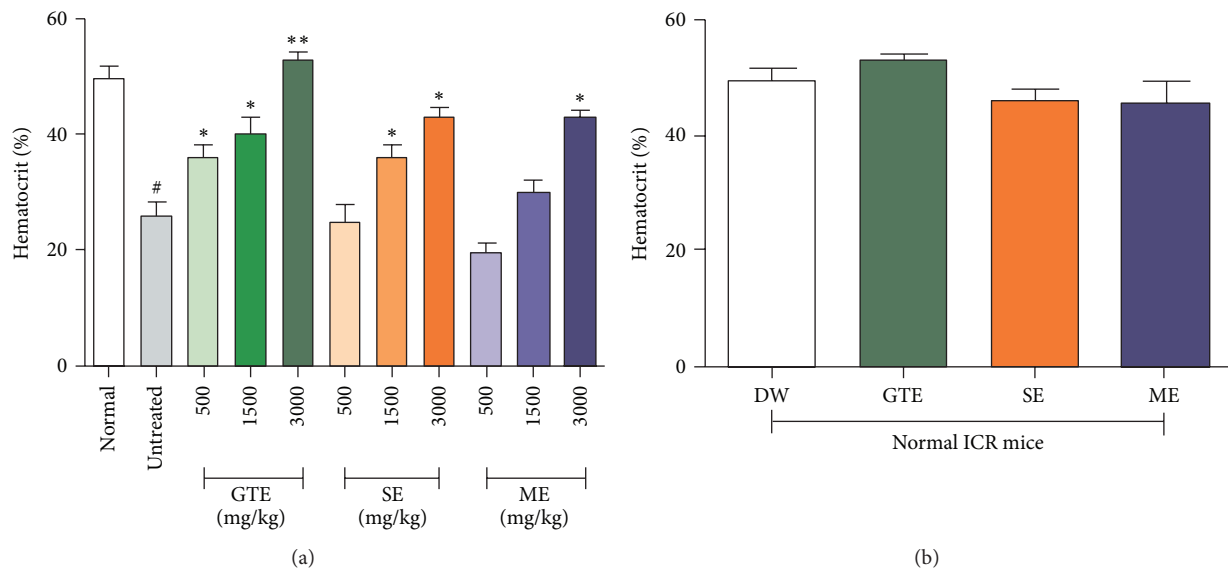 60
40
20
0
Hematocrit (%)
#
*
*
**
*
*
*
Normal
Untreated
500
1500
3000
500
1500
3000
500
1500
3000
GTE
(mg/kg)
SE
(mg/kg)
ME
(mg/kg)
(a)
60
40
20
0
Hematocrit (%)
DW
GTE
SE
ME
Normal ICR mice
(b)